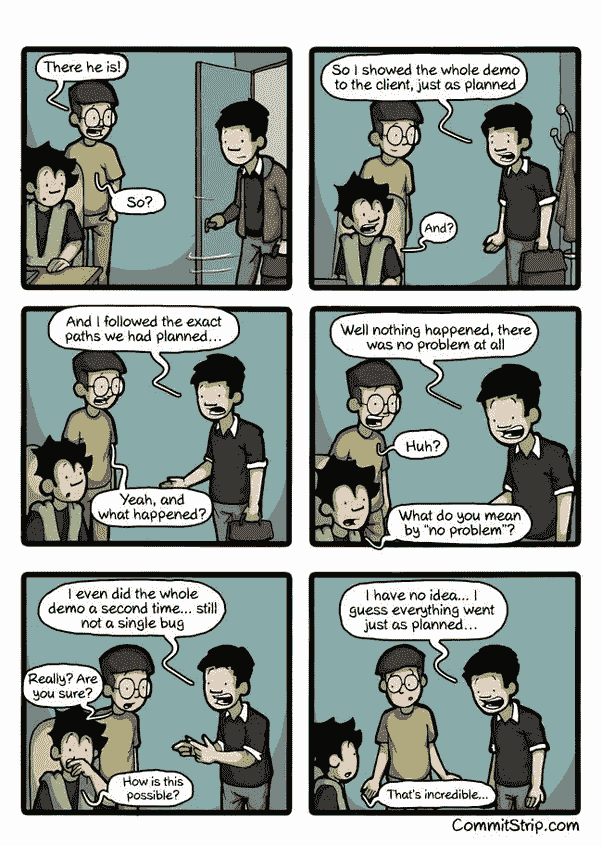 There he is!
So?
So I showed the whole demo
to the client, just as planned
And?
And I followed the exact
paths we had planned...
Yeah, and
what happened?
Well nothing happened, there
was no problem at all
Huh?
What do you mean
by “no problem”?
I even did the whole
demo a second time... still
not a single bug
Really? Are
you sure?
How is this
possible?
I have no idea... I
guess everything went
just as planned...
That's incredible...
CommitStrip.com